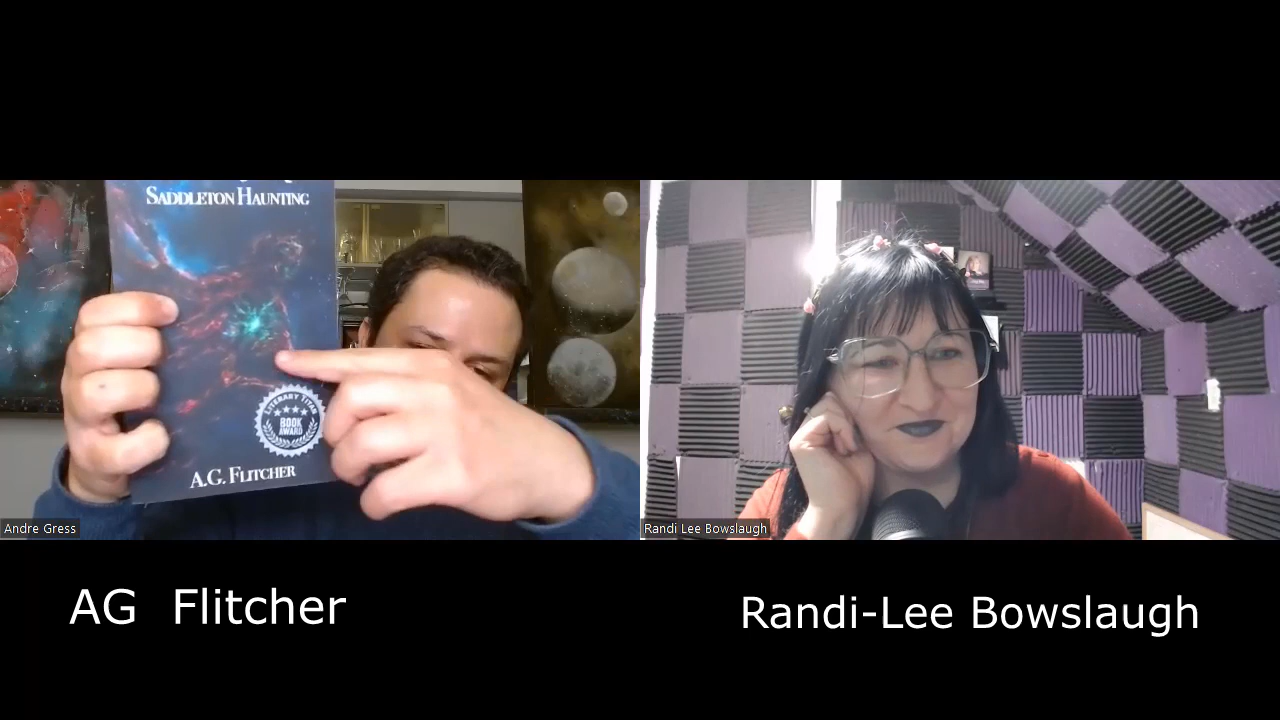 SADDLETON HAUNTING
LITERARY TITAN
BOOK
AWARD
A.G. FLITCHER
Andre Gress
Randi Lee Bowslaugh
AG Flitcher
Randi-Lee Bowslaugh